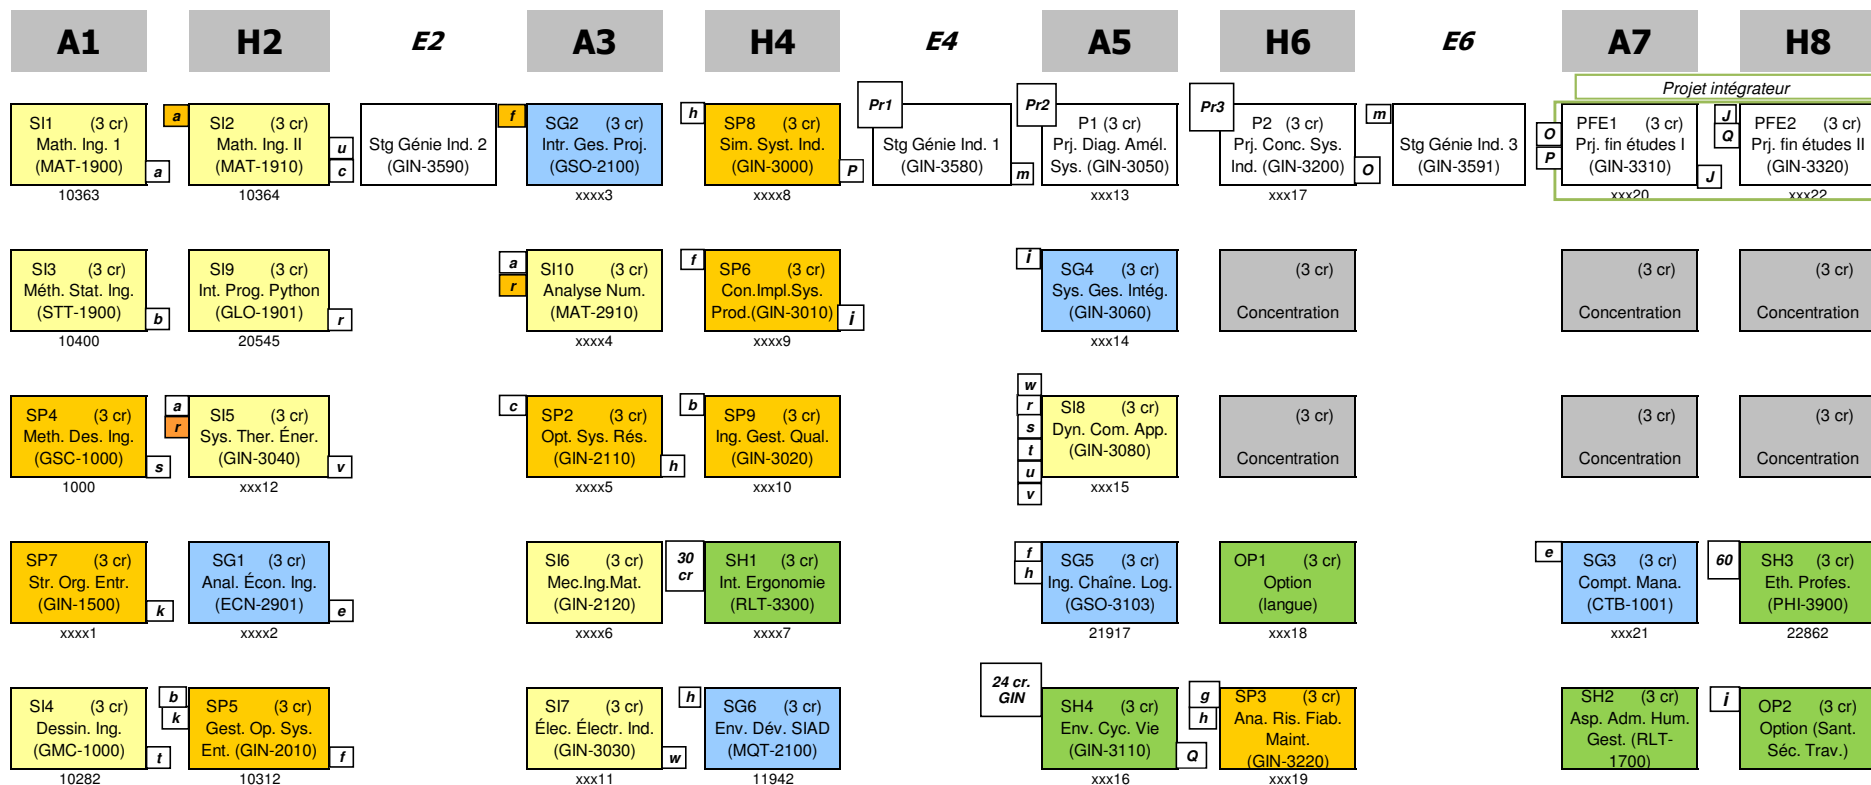 A1 H2 E2 A3 H4 E4 A5 H6 E6 A7 H8
Projet intégrateur
SI1 (3 cr)
Math. Ing. 1
(MAT-1900)
a
10363
a
SI2 (3 cr)
Math. Ing. II
(MAT-1910)
u
c
10364
Stg Génie Ind. 2
(GIN-3590)
f
SG2 (3 cr)
Intr. Ges. Proj.
(GSO-2100)
xxxx3
h
SP8 (3 cr)
Sim. Syst. Ind.
(GIN-3000)
P
xxxx8
Pr1
Stg Génie Ind. 1
(GIN-3580)
m
Pr2
P1 (3 cr)
Prj. Diag. Amél.
Sys. (GIN-3050)
xxx13
Pr3
P2 (3 cr)
Prj. Conc. Sys.
Ind. (GIN-3200)
O
xxx17
m
Stg Génie Ind. 3
(GIN-3591)
O
P
PFE1 (3 cr)
Prj. fin études I
(GIN-3310)
J
xxx20
J
Q
PFE2 (3 cr)
Prj. fin études II
(GIN-3320)
xxx22
SI3 (3 cr)
Méth. Stat. Ing.
(STT-1900)
b
10400
SI9 (3 cr)
Int. Prog. Python
(GLO-1901)
r
20545
a
r
SI10 (3 cr)
Analyse Num.
(MAT-2910)
xxxx4
f
SP6 (3 cr)
Con.Impl.Sys.
Prod.(GIN-3010)
i
xxxx9
i
SG4 (3 cr)
Sys. Ges. Intég.
(GIN-3060)
xxx14
(3 cr)
Concentration
(3 cr)
Concentration
(3 cr)
Concentration
SP4 (3 cr)
Meth. Des. Ing.
(GSC-1000)
s
1000
a
r
SI5 (3 cr)
Sys. Ther. Éner.
(GIN-3040)
v
xxx12
c
SP2 (3 cr)
Opt. Sys. Rés.
(GIN-2110)
h
xxxx5
b
SP9 (3 cr)
Ing. Gest. Qual.
(GIN-3020)
xxx10
w
r
s
t
u
v
SI8 (3 cr)
Dyn. Com. App.
(GIN-3080)
xxx15
(3 cr)
Concentration
(3 cr)
Concentration
(3 cr)
Concentration
SP7 (3 cr)
Str. Org. Entr.
(GIN-1500)
k
xxxx1
SG1 (3 cr)
Anal. Écon. Ing.
(ECN-2901)
e
xxxx2
SI6 (3 cr)
Mec.Ing.Mat.
(GIN-2120)
xxxx6
30
cr
SH1 (3 cr)
Int. Ergonomie
(RLT-3300)
xxxx7
f
h
SG5 (3 cr)
Ing. Chaîne. Log.
(GSO-3103)
21917
OP1 (3 cr)
Option
(langue)
xxx18
e
SG3 (3 cr)
Compt. Mana.
(CTB-1001)
xxx21
60
SH3 (3 cr)
Eth. Profes.
(PHI-3900)
22862
SI4 (3 cr)
Dessin. Ing.
(GMC-1000)
t
10282
b
k
SP5 (3 cr)
Gest. Op. Sys.
Ent. (GIN-2010)
f
10312
SI7 (3 cr)
Élec. Électr. Ind.
(GIN-3030)
w
xxx11
h
SG6 (3 cr)
Env. Dév. SIAD
(MQT-2100)
11942
24 cr.
GIN
SH4 (3 cr)
Env. Cyc. Vie
(GIN-3110)
Q
xxx16
g
h
SP3 (3 cr)
Ana. Ris. Fiab.
Maint.
(GIN-3220)
xxx19
SH2 (3 cr)
Asp. Adm. Hum.
Gest. (RLT-
1700)
i
OP2 (3 cr)
Option (Sant.
Séc. Trav.)